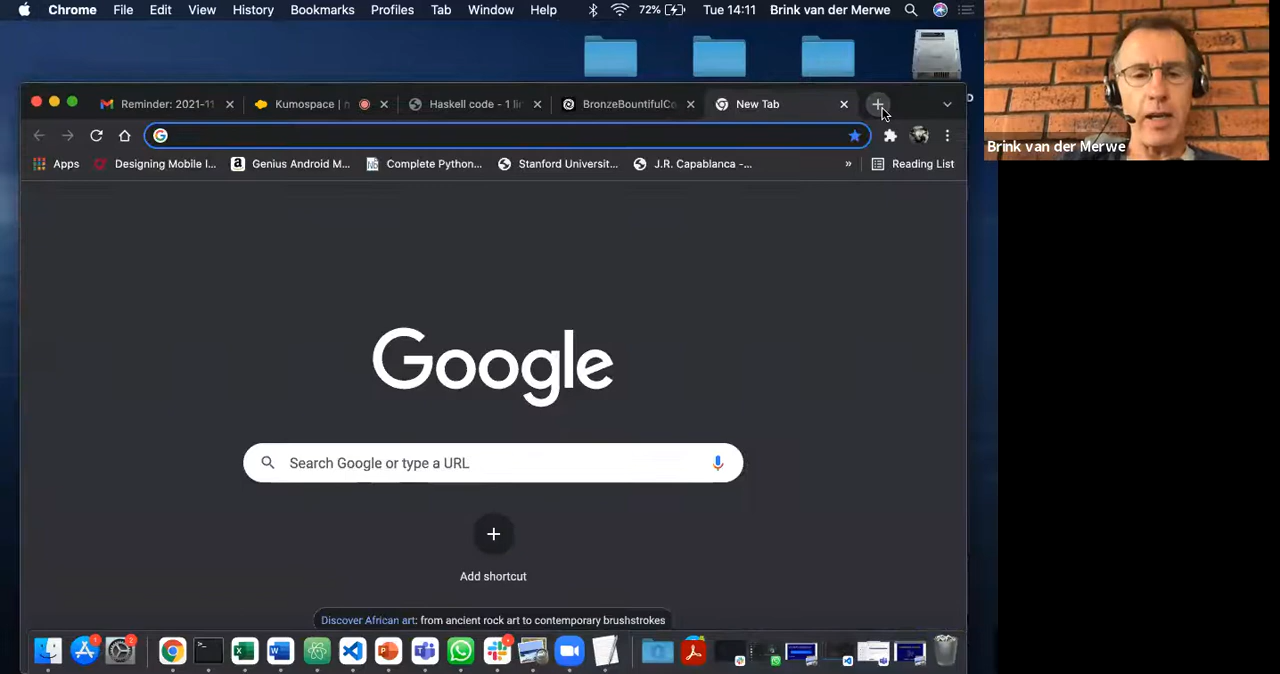 Chrome File Edit View History Bookmarks Profiles Tab Window Help 72% Tue 14:11 Brink van der Merwe
Reminder: 2021-11 Kumospace | Haskell code - 1 li BronzeBountifulCo New Tab
Apps Designing Mobile I... Genius Android M... Complete Python... Stanford Universit... J.R. Capablanca -... » Reading List
Brink van der Merwe
Google
Search Google or type a URL
Add shortcut
Discover African art: from ancient rock art to contemporary brushstrokes